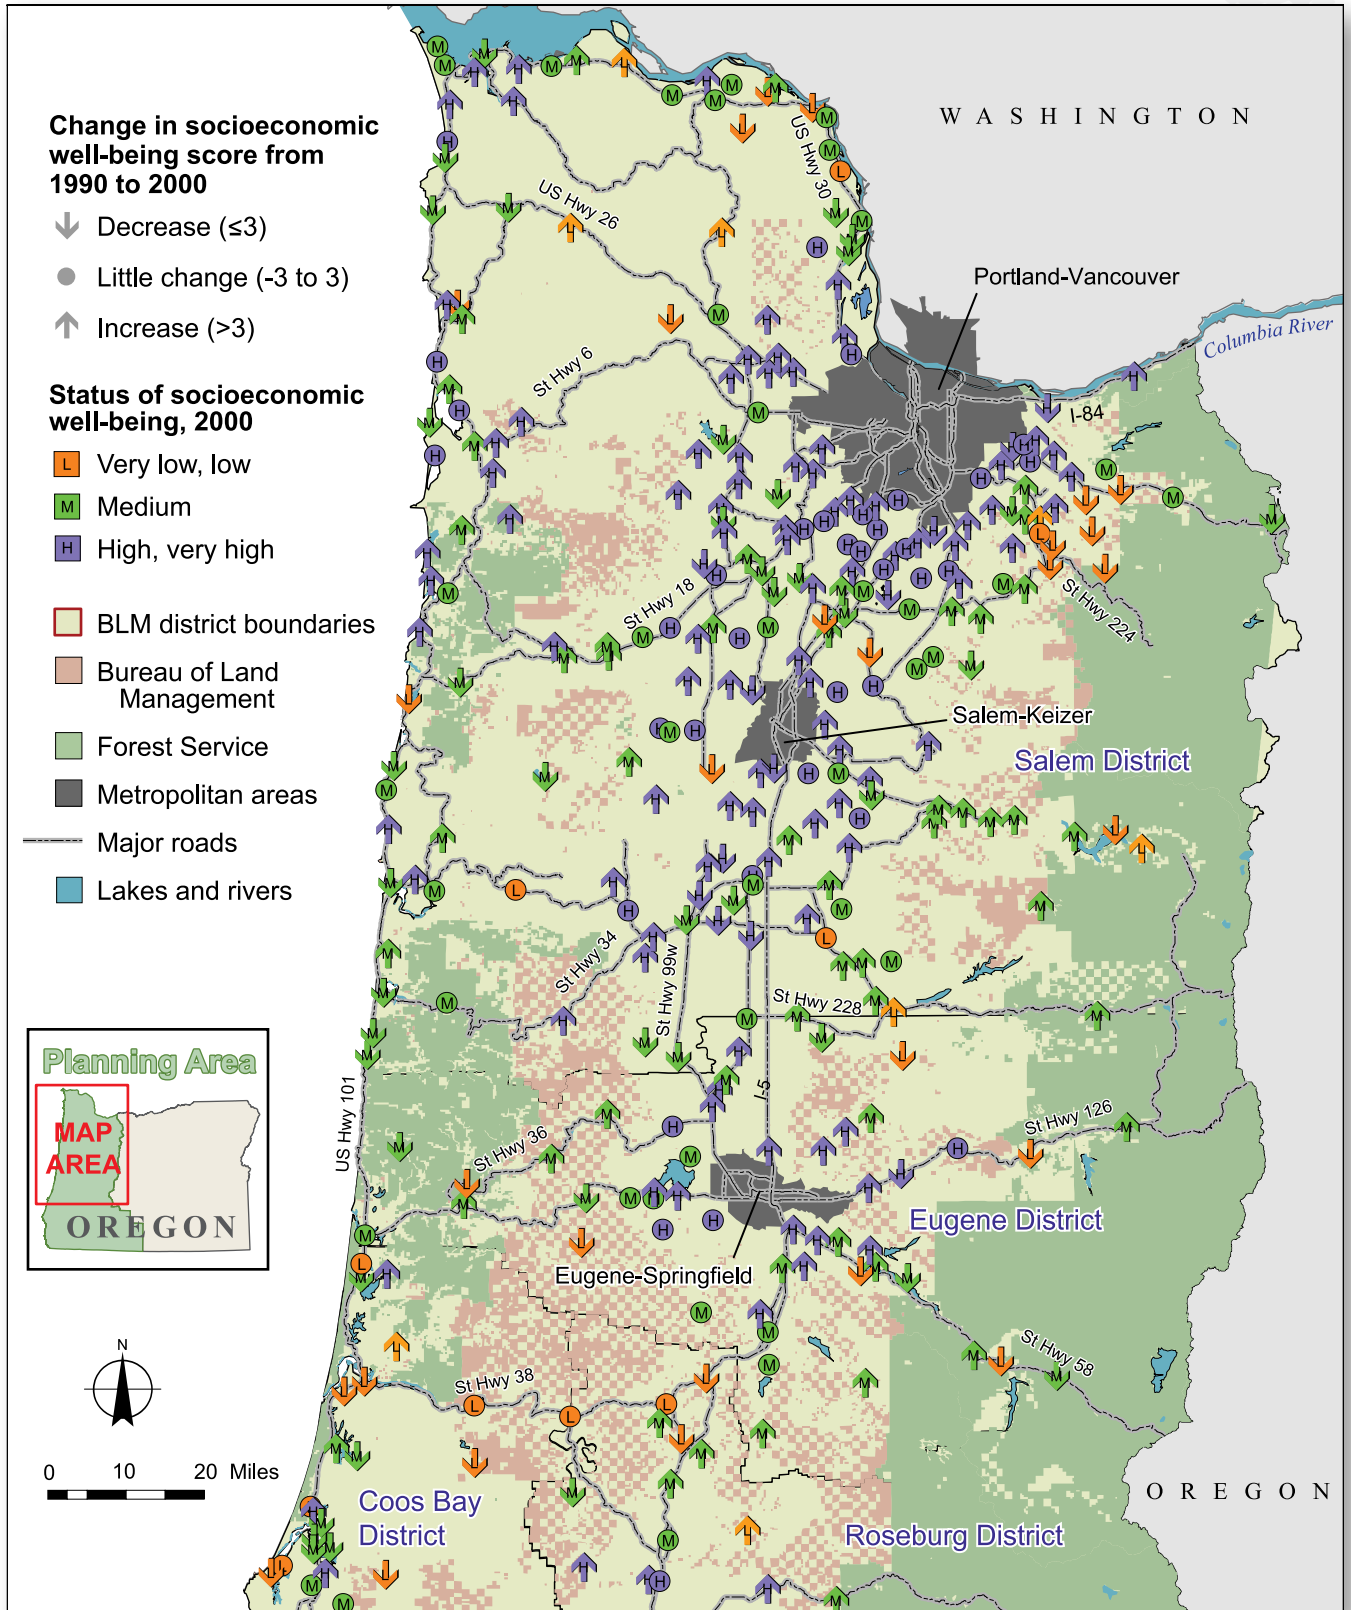 Change in socioeconomic
well-being score from
1990 to 2000
Decrease (≤3)
Little change (-3 to 3)
Increase (>3)
Status of socioeconomic
well-being, 2000
L Very low, low
M Medium
H High, very high
BLM district boundaries
Bureau of Land
Management
Forest Service
Metropolitan areas
Major roads
Lakes and rivers
Planning Area
MAP
AREA
OREGON
N
0 10 20 Miles
WASHINGTON
US Hwy 30
US Hwy 26
Portland-Vancouver
Columbia River
St Hwy 6
I-84
St Hwy 18
St Hwy 224
Salem-Keizer
Salem District
St Hwy 34
St Hwy 99w
St Hwy 228
US Hwy 101
I-5
St Hwy 126
St Hwy 36
Eugene District
Eugene-Springfield
St Hwy 58
St Hwy 38
Coos Bay
District
Roseburg District
OREGON